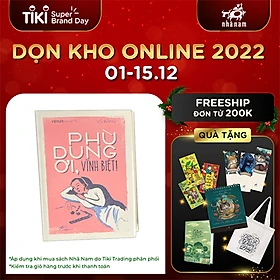 TIKI Super Brand Day
nhã nam
DỌN KHO ONLINE 2022
01-15.12
FREESHIP
ĐƠN TỪ 200K
QUÀ TẶNG
PHÙ
DUNG
ƠI, VĨNH BIỆT!
*Áp dụng khi mua sách Nhã Nam do Tiki Trading phân phối
*Kiểm tra giỏ hàng trước khi thanh toán